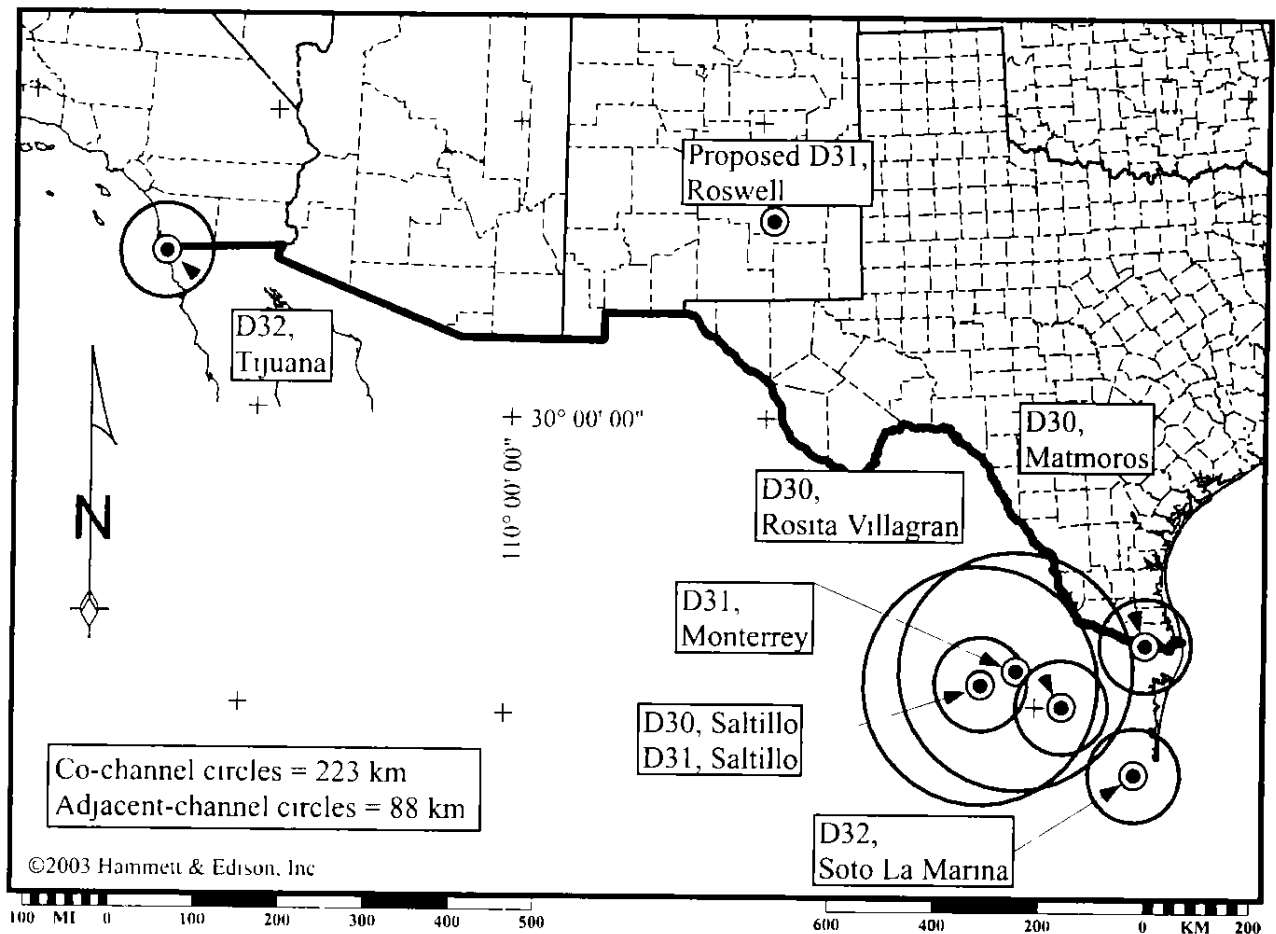 Proposed D31,
Roswell
D32,
Tijuana
30° 00' 00"
110° 00' 00"
N
D30,
Matmoros
D30,
Rosita Villagran
D31,
Monterrey
D30, Saltillo
D31, Saltillo
Co-channel circles = 223 km
Adjacent-channel circles = 88 km
D32,
Soto La Marina
©2003 Hammett & Edison, Inc
100 MI 0 100 200 300 400 500
600 400 200 0 KM 200